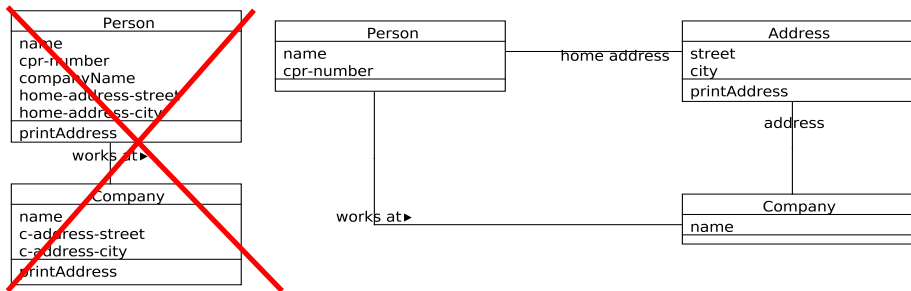 Person
name
cpr-number
companyName
home-address-street
home-address-city
printAddress
works at▶
Company
name
c-address-street
c-address-city
printAddress
Person
name
cpr-number
home address
works at▶
Address
street
city
printAddress
address
Company
name